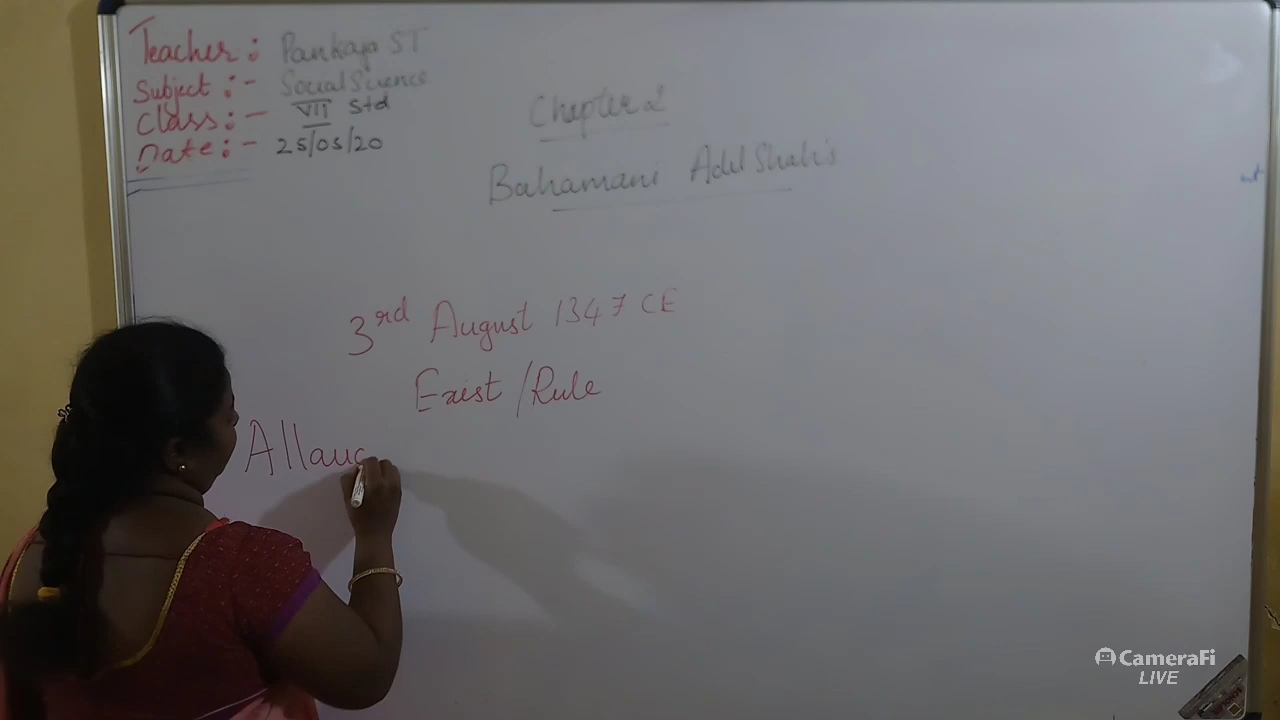 Teacher : Pankaja ST
Subject :- Social Science
Class :- VII Std
Date :- 25/05/20
Chapter 2
Bahamani Adil Shahis
3rd August 1347 CE
Exist / Rule
Allau
CameraFi
LIVE